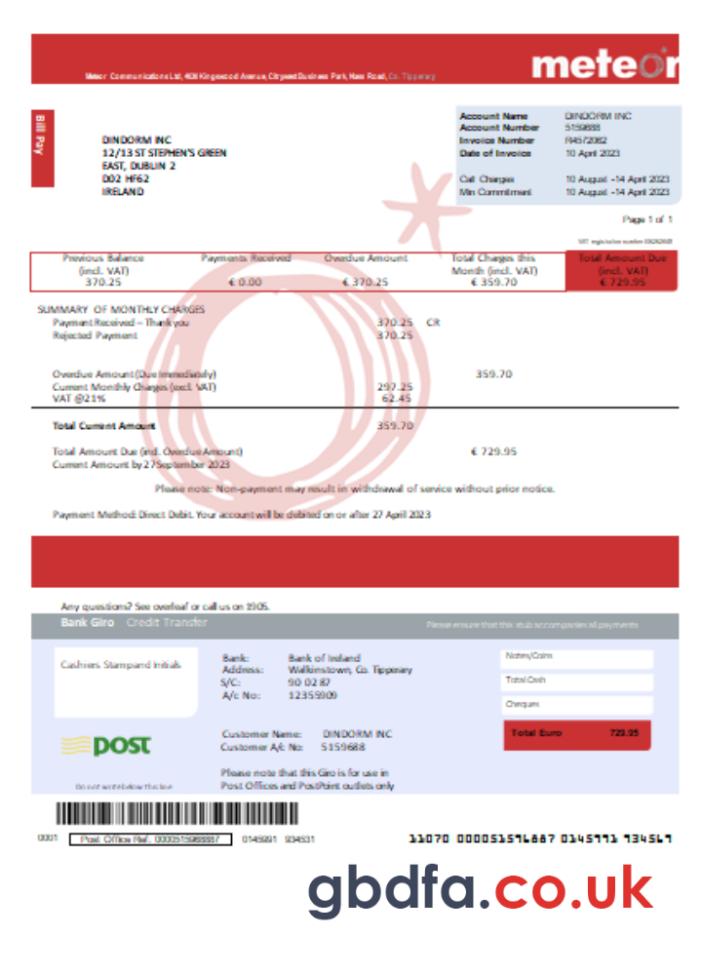 meteor
Meteor Communications Ltd, 4030 Kingswood Avenue, Citywest Business Park, Naas Road, Co. Tipperary
Bill Pay
DINDORM INC
12/13 ST STEPHEN'S GREEN
EAST, DUBLIN 2
D02 HF62
IRELAND
Account Name DINDORM INC
Account Number 5159688
Invoice Number R4572062
Date of Invoice 10 April 2023
Call Charges 10 August -14 April 2023
Min Commitment 10 August -14 April 2023
Page 1 of 1
VAT registration number
Previous Balance (incl. VAT) 370.25
Payments Received € 0.00
Overdue Amount € 370.25
Total Charges this Month (incl. VAT) € 359.70
Total Amount Due (incl. VAT) € 729.95
SUMMARY OF MONTHLY CHARGES
Payment Received – Thank you 370.25 CR
Rejected Payment 370.25
Overdue Amount (Due Immediately) 359.70
Current Monthly Charges (excl. VAT) 297.25
VAT @21% 62.45
Total Current Amount 359.70
Total Amount Due (incl. Overdue Amount) € 729.95
Current Amount by 27 September 2023
Please note: Non-payment may result in withdrawal of service without prior notice.
Payment Method: Direct Debit. Your account will be debited on or after 27 April 2023
Any questions? See overleaf or call us on 1905.
Bank Giro Credit Transfer Please ensure that this stub accompanies all payments
Cashiers Stamp and Initials
Bank: Bank of Ireland
Address: Walkinstown, Co. Tipperary
S/C: 90 02 87
A/c No: 12355909
Notes/Coins
Total Cash
Cheques
Total Euro 729.95
post
Customer Name: DINDORM INC
Customer A/c No: 5159688
Please note that this Giro is for use in
Post Offices and PostPoint outlets only
Do not write below this line
0001 Post Office Ref. 0145991 934531
11070 000051596887 0145991 934569
gbdfa.co.uk